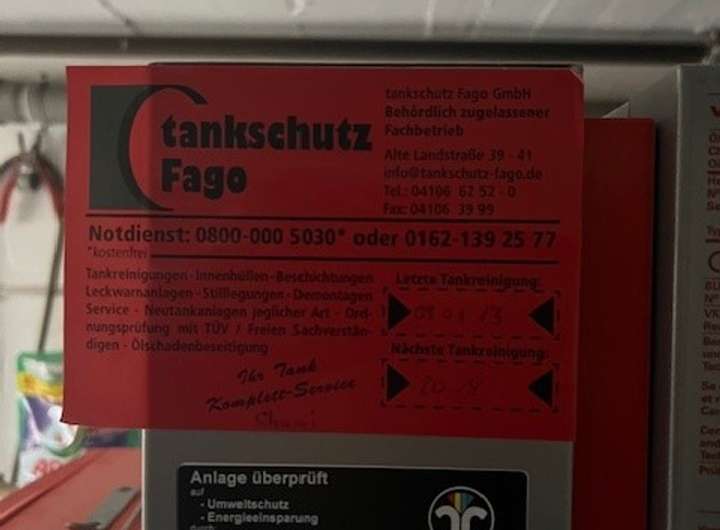 tankschutz
Fago
tankschutz Fago GmbH
Behördlich zugelassener
Fachbetrieb
Alte Landstraße 39 - 41
info@tankschutz-fago.de
Tel.: 04106 62 52 - 0
Fax: 04106 39 99
Notdienst: 0800-000 5030* oder 0162-139 25 77
*kostenfrei
Tankreinigungen - Innenhüllen - Beschichtungen
Leckwarnanlagen - Stilllegungen - Demontagen
Service - Neutankanlagen jeglicher Art - Ord-
nungsprüfung mit TÜV / Freien Sachverstän-
digen - Ölschadenbeseitigung
Ihr Tank
Komplett-Service
Letzte Tankreinigung:
Nächste Tankreinigung:
Anlage überprüft
auf
- Umweltschutz
- Energieeinsparung